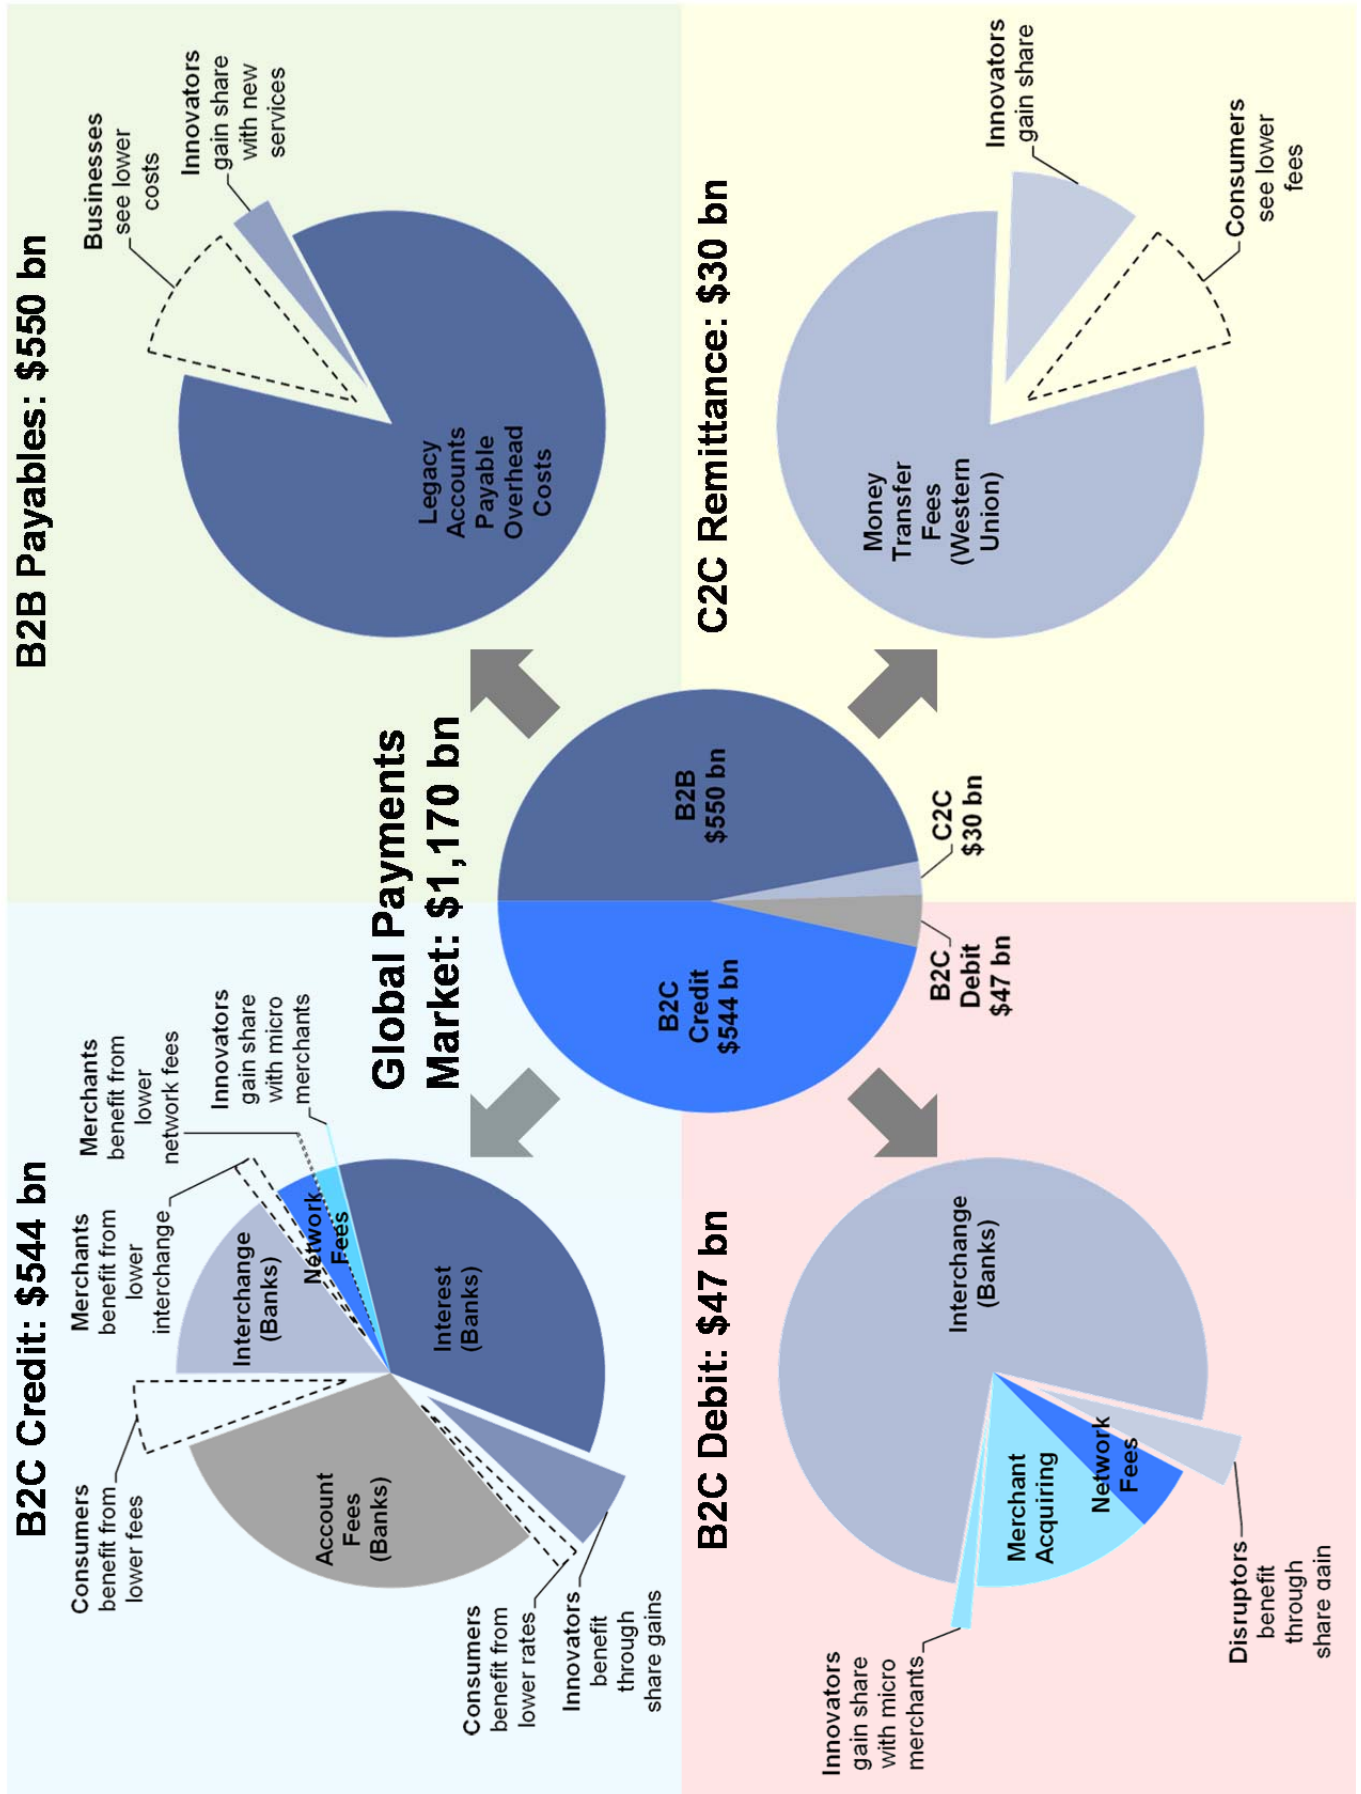 B2C Credit: $544 bn
Consumers
benefit from
lower fees
Merchants
benefit from
lower
interchange
Merchants
benefit from
lower
network fees
Innovators
gain share
with micro
merchants
Interchange
(Banks)
Network
Fees
Account
Fees
(Banks)
Interest
(Banks)
Consumers
benefit from
lower rates
Innovators
benefit
through
share gains
B2B Payables: $550 bn
Businesses
see lower
costs
Innovators
gain share
with new
services
Legacy
Accounts
Payable
Overhead
Costs
Global Payments
Market: $1,170 bn
B2C
Credit
$544 bn
B2B
$550 bn
B2C
Debit
$47 bn
C2C
$30 bn
B2C Debit: $47 bn
Interchange
(Banks)
Merchant
Acquiring
Network
Fees
Innovators
gain share
with micro
merchants
Disruptors
benefit
through
share gain
C2C Remittance: $30 bn
Money
Transfer
Fees
(Western
Union)
Innovators
gain share
Consumers
see lower
fees